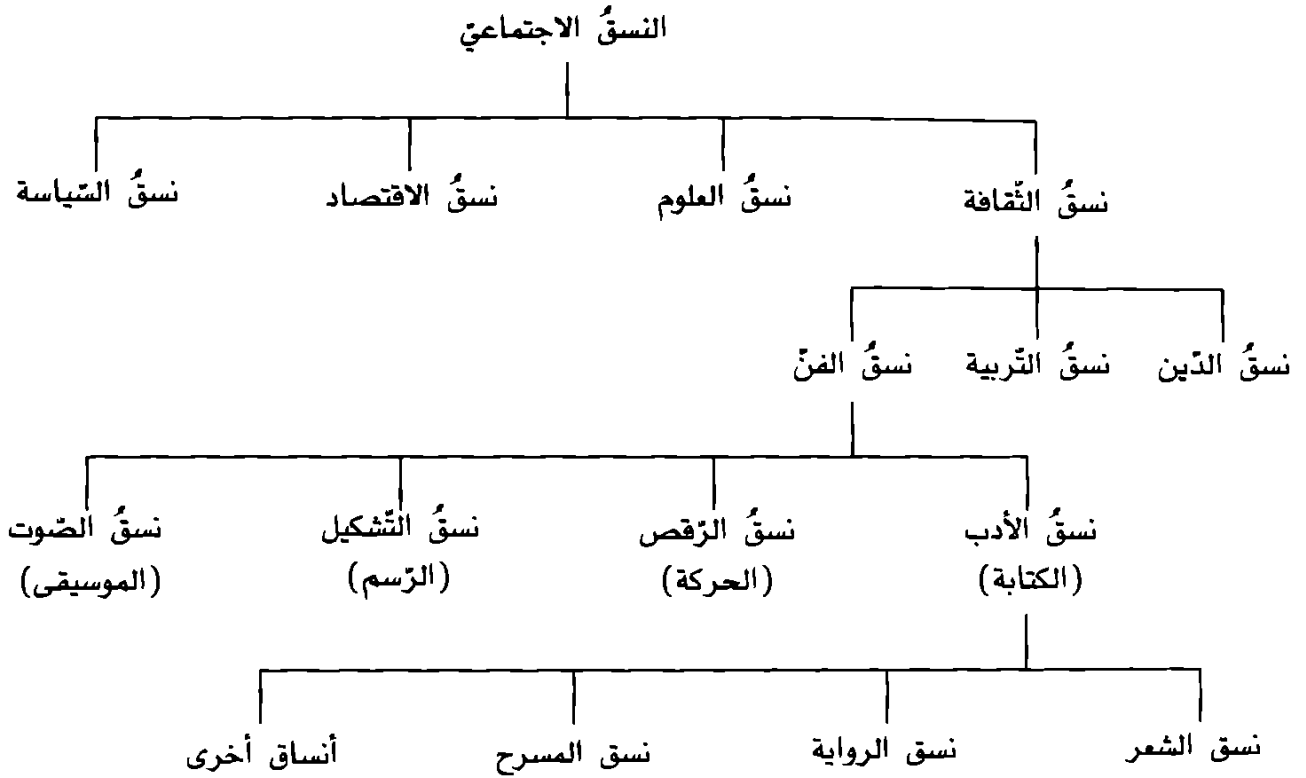 النسقُ الاجتماعيّ
نسقُ الثّقافة نسقُ العلوم نسقُ الاقتصاد نسقُ السّياسة
نسقُ الدّين نسقُ التّربية نسقُ الفنّ
نسقُ الأدب نسقُ الرّقص نسقُ التّشكيل نسقُ الصّوت
(الكتابة) (الحركة) (الرّسم) (الموسيقى)
نسق الشعر نسق الرواية نسق المسرح أنساق أخرى